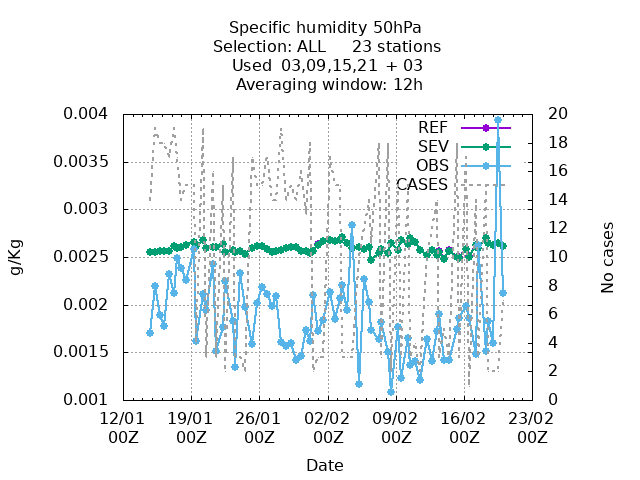 Specific humidity 50hPa
Selection: ALL 23 stations
Used 03,09,15,21 + 03
Averaging window: 12h
0.004
0.0035
0.003
0.0025
0.002
0.0015
0.001
g/Kg
20
18
16
14
12
10
8
6
4
2
0
No cases
REF
SEV
OBS
CASES
12/01 19/01 26/01 02/02 09/02 16/02 23/02
00Z 00Z 00Z 00Z 00Z 00Z 00Z
Date